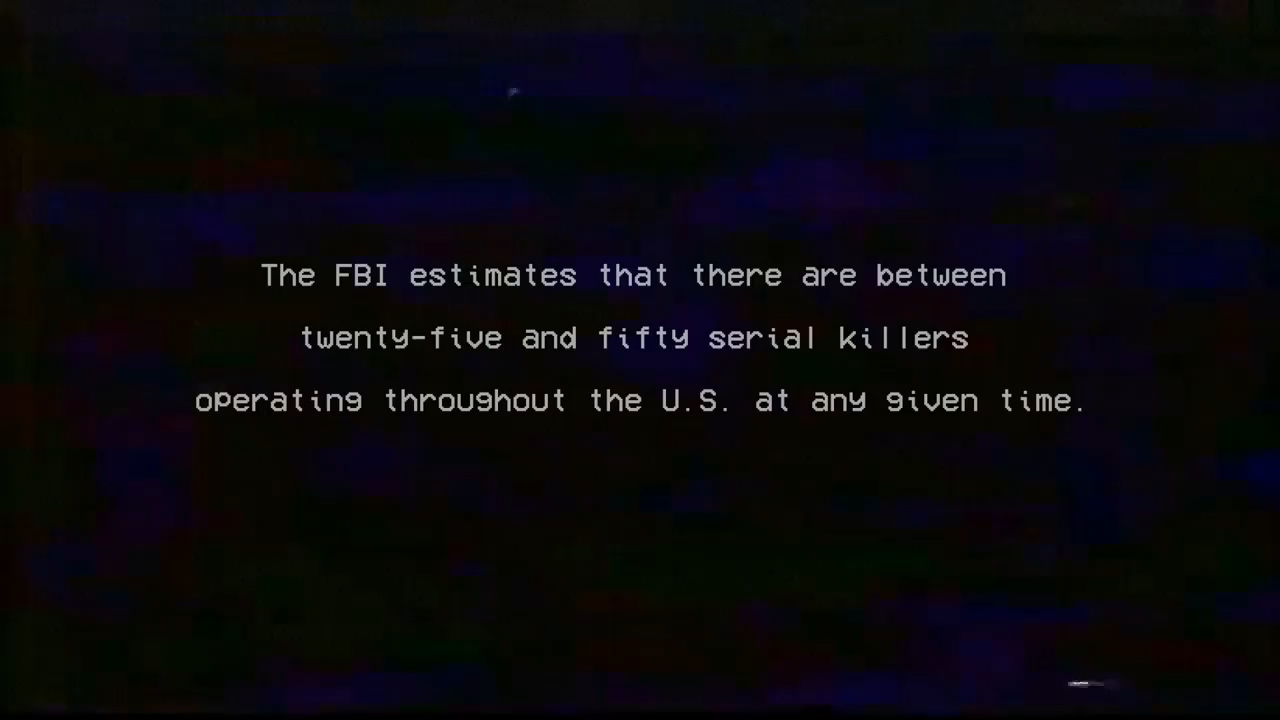 The FBI estimates that there are between
twenty-five and fifty serial killers
operating throughout the U.S. at any given time.